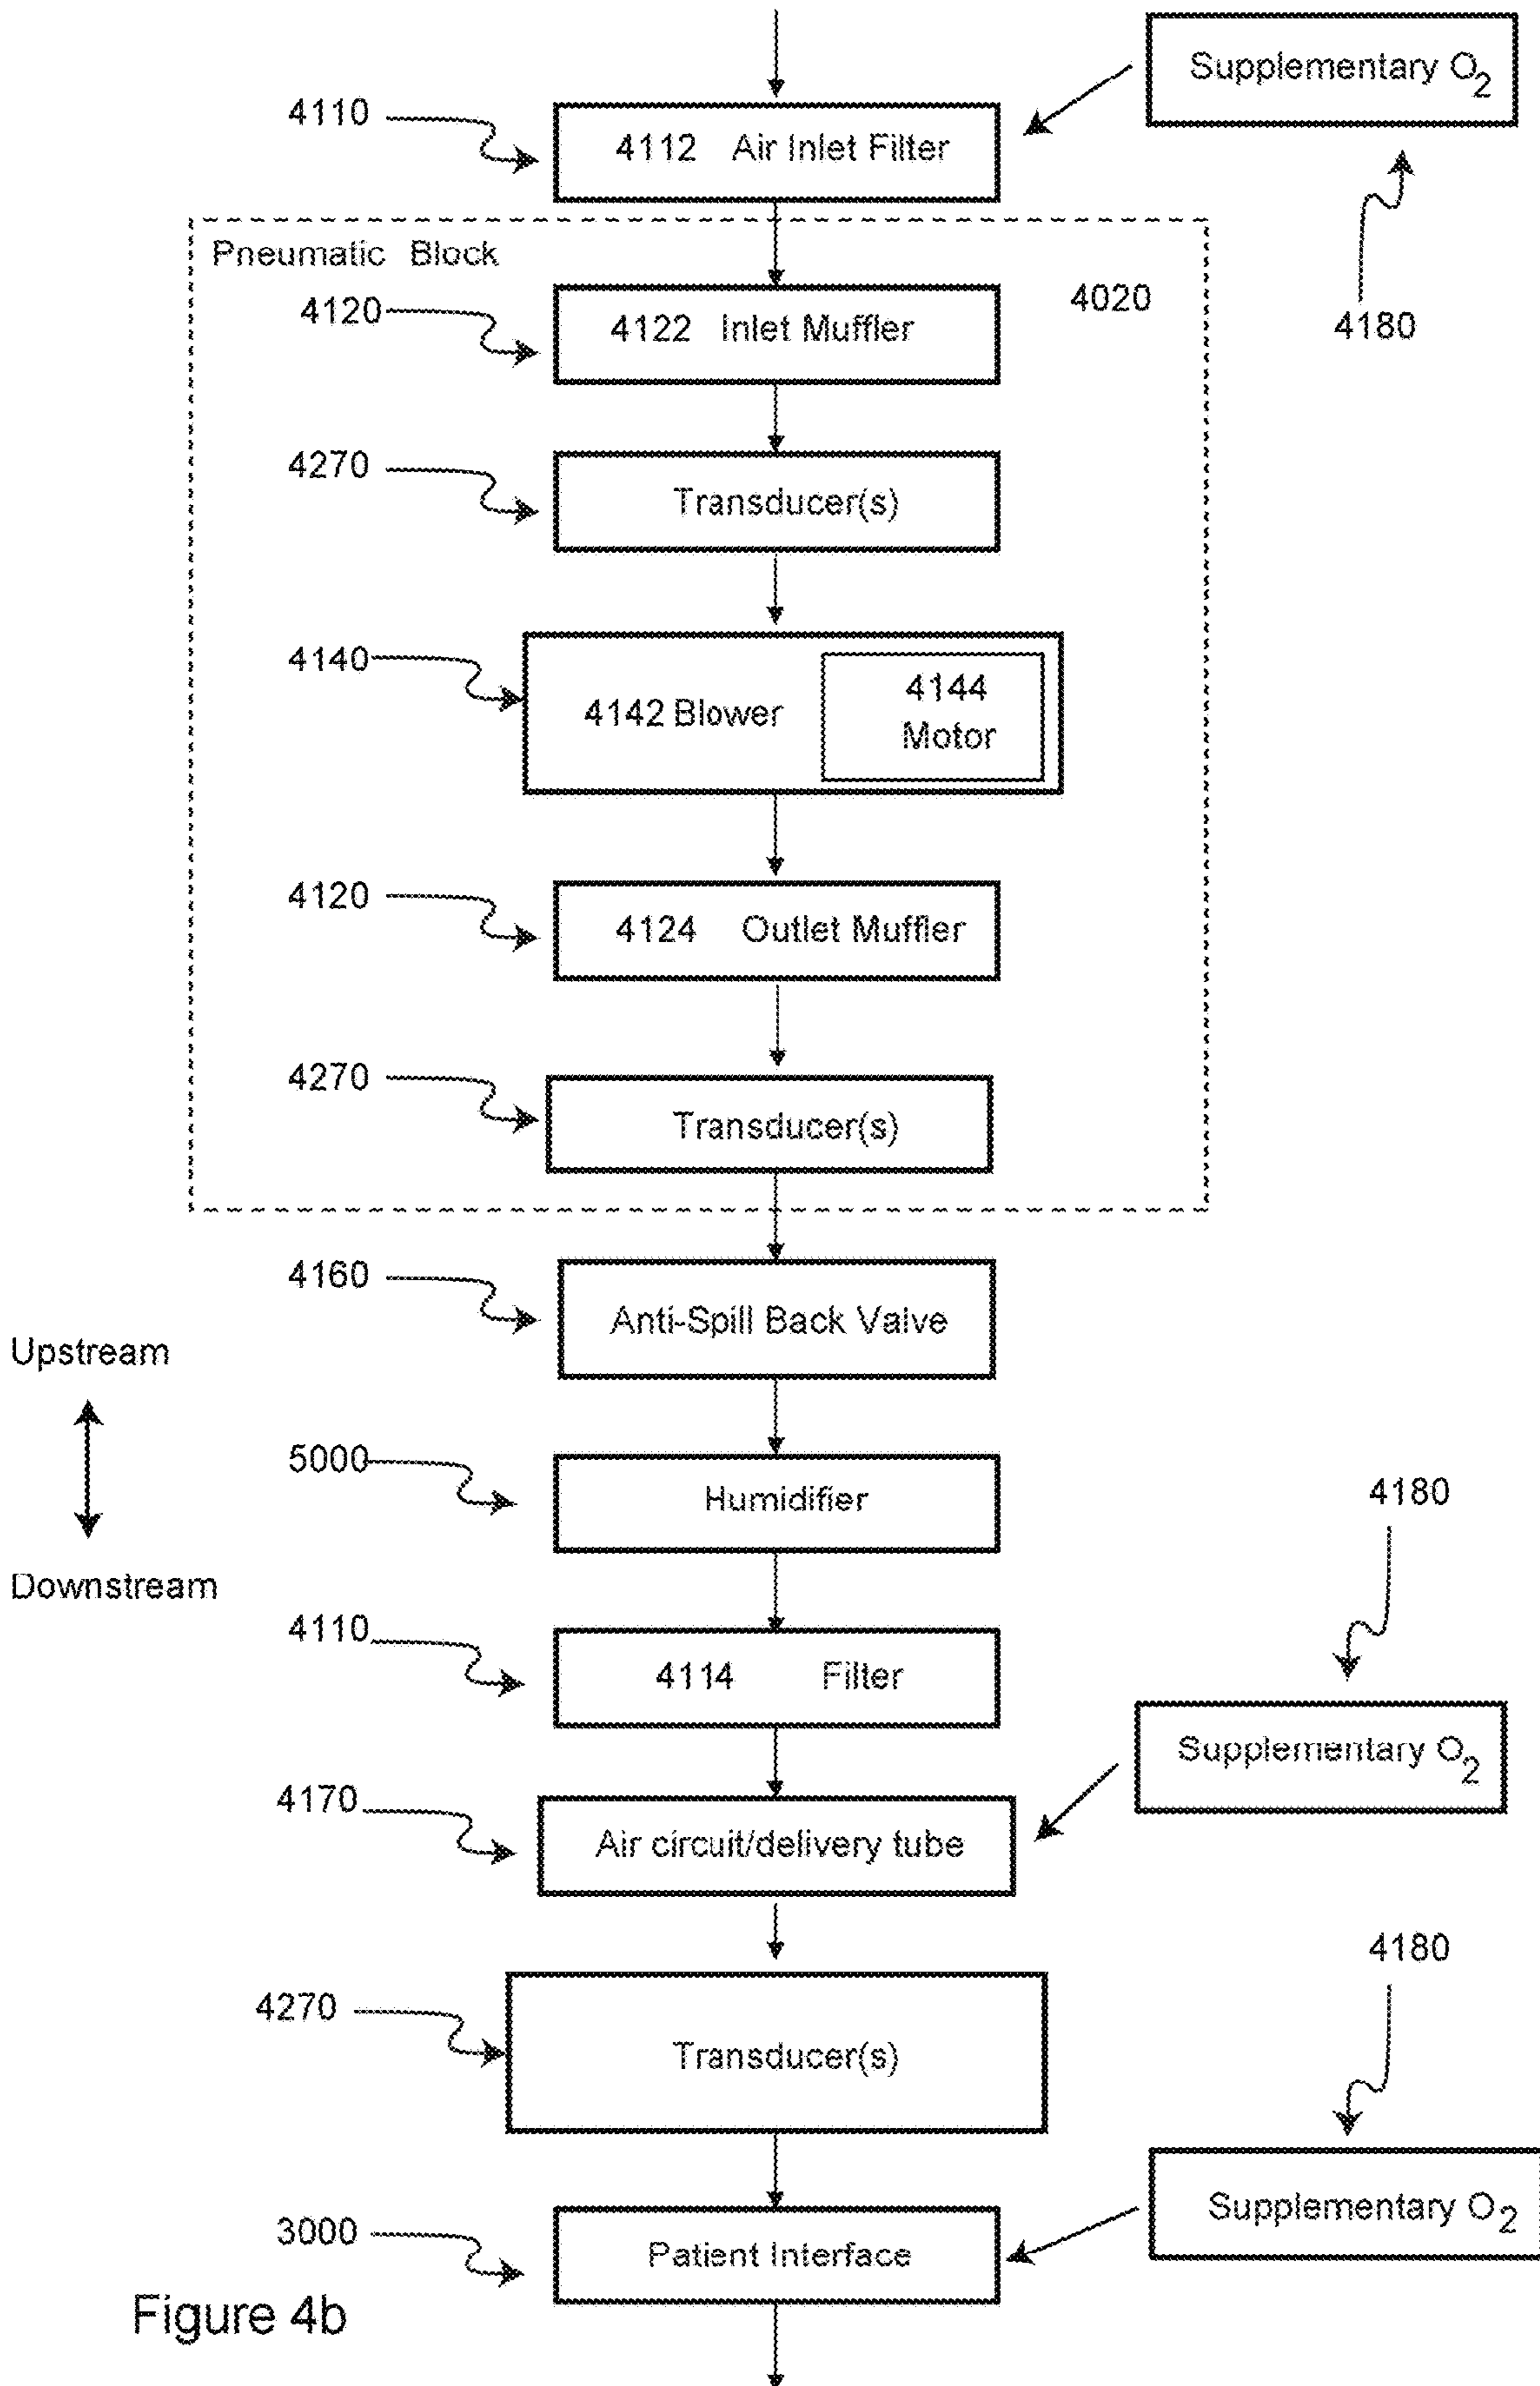 Supplementary O2
4110
4112 Air Inlet Filter
4180
Pneumatic Block
4020
4120
4122 Inlet Muffler
4270
Transducer(s)
4140
4142 Blower
4144
Motor
4120
4124 Outlet Muffler
4270
Transducer(s)
4160
Anti-Spill Back Valve
Upstream
5000
Humidifier
Downstream
4180
4110
4114 Filter
Supplementary O2
4170
Air circuit/delivery tube
4180
4270
Transducer(s)
Supplementary O2
3000
Patient Interface
Figure 4b